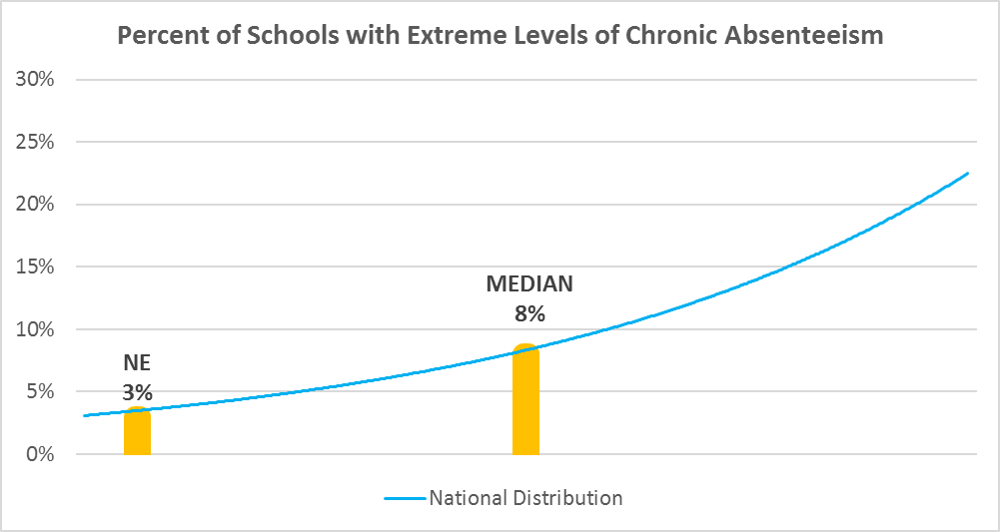 Percent of Schools with Extreme Levels of Chronic Absenteeism
30%
25%
20%
15%
10%
5%
0%
NE
3%
MEDIAN
8%
National Distribution